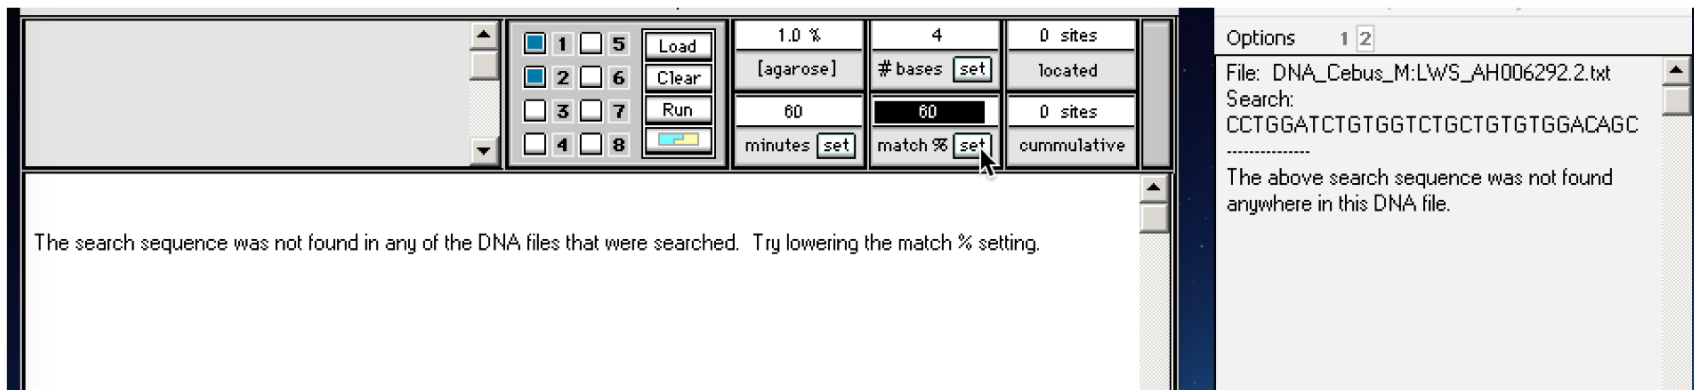 1 5 Load
2 6 Clear
3 7 Run
4 8
1.0 %
[agarose]
60
minutes set
4
# bases set
60
match % set
0 sites
located
0 sites
cummulative
The search sequence was not found in any of the DNA files that were searched. Try lowering the match % setting.
Options 1 2
File: DNA_Cebus_M:LWS_AH006292.2.txt
Search:
CCTGGATCTGTGGTCTGCTGTGTGGACAGC
---------------
The above search sequence was not found
anywhere in this DNA file.